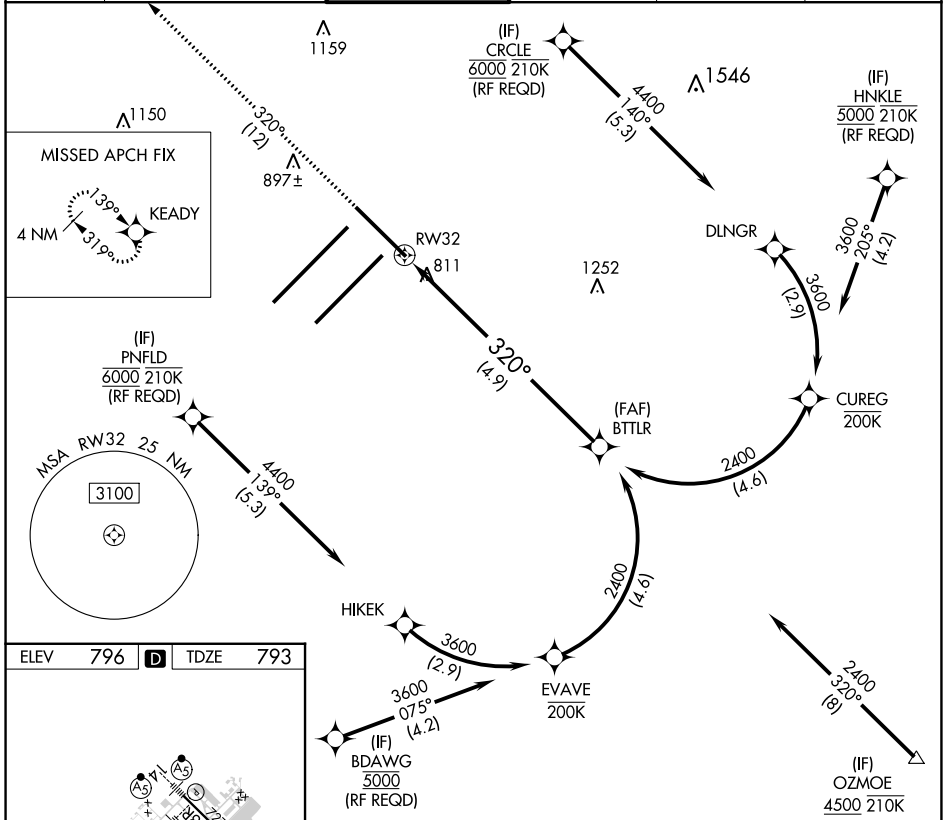 1159
(IF)
CRCLE
6000 210K
(RF REQD)
1546
4400
140°
(5.3)
(IF)
HNKLE
5000 210K
(RF REQD)
1150
320°
(12)
897±
MISSED APCH FIX
139°
KEADY
4 NM
319°
RW32
811
DLNGR
3600
205°
(4.2)
1252
3600
(2.9)
(IF)
PNFLD
6000 210K
(RF REQD)
320°
(4.9)
(FAF)
BTTLR
CUREG
200K
2400
(4.6)
MSA RW32 25 NM
3100
4400
139°
(5.3)
2400
(4.6)
HIKEK
3600
(2.9)
EVAVE
200K
ELEV 796 D TDZE 793
3600
075°
(4.2)
(IF)
BDAWG
5000
(RF REQD)
2400
320°
(8)
(IF)
OZMOE
4500 210K
A5
A5
14
P